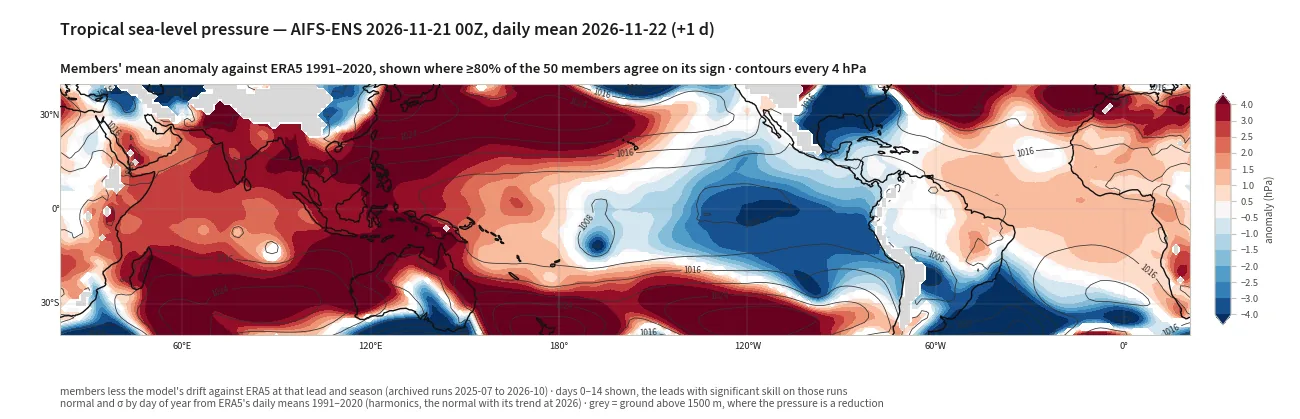 Tropical sea-level pressure — AIFS-ENS 2026-11-21 00Z, daily mean 2026-11-22 (+1 d)
Members' mean anomaly against ERA5 1991–2020, shown where ≥80% of the 50 members agree on its sign · contours every 4 hPa
30°N
0°
30°S
60°E
120°E
180°
120°W
60°W
0°
1016
1016
1016
1016
1016
1016
1008
1008
1016
1016
1016
4.0
3.0
2.5
2.0
1.5
1.0
0.5
−0.5
−1.0
−1.5
−2.0
−2.5
−3.0
−4.0
anomaly (hPa)
members less the model's drift against ERA5 at that lead and season (archived runs 2025-07 to 2026-10) · days 0–14 shown, the leads with significant skill on those runs
normal and σ by day of year from ERA5's daily means 1991–2020 (harmonics, the normal with its trend at 2026) · grey = ground above 1500 m, where the pressure is a reduction